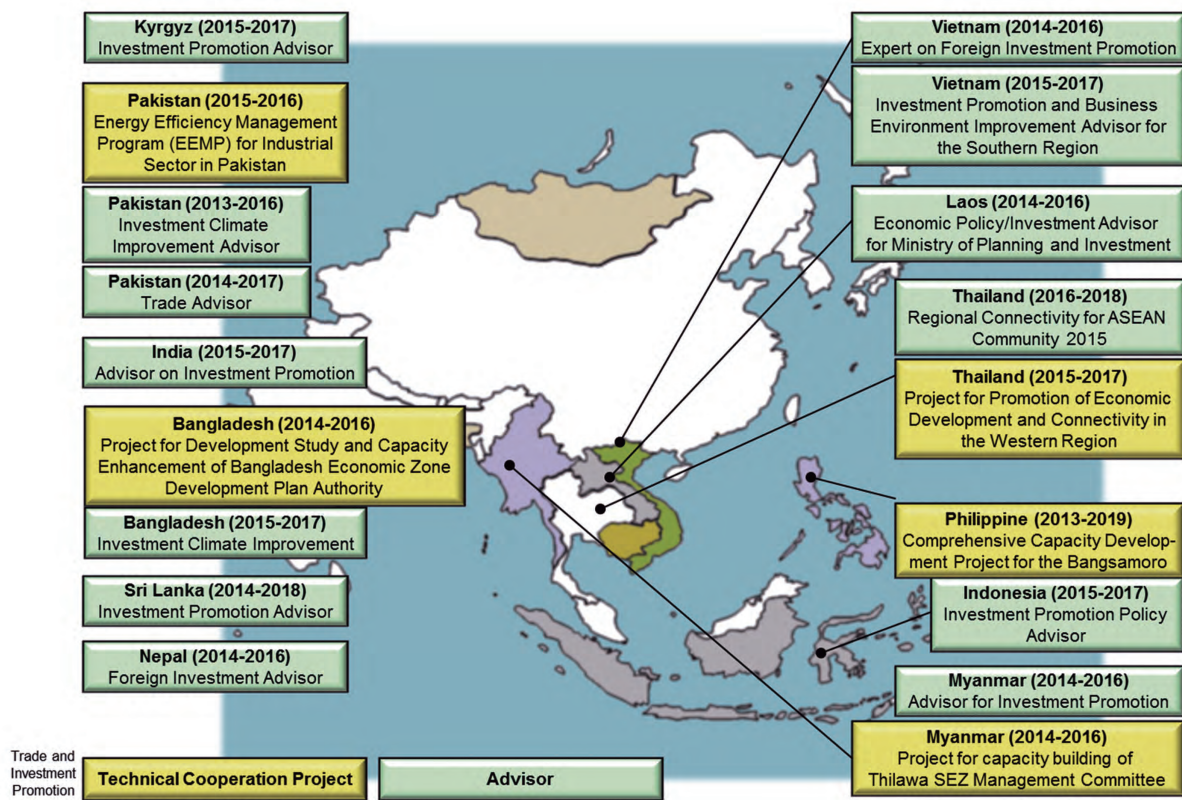 Kyrgyz (2015-2017)
Investment Promotion Advisor
Pakistan (2015-2016)
Energy Efficiency Management
Program (EEMP) for Industrial
Sector in Pakistan
Pakistan (2013-2016)
Investment Climate
Improvement Advisor
Pakistan (2014-2017)
Trade Advisor
India (2015-2017)
Advisor on Investment Promotion
Bangladesh (2014-2016)
Project for Development Study and Capacity
Enhancement of Bangladesh Economic Zone
Development Plan Authority
Bangladesh (2015-2017)
Investment Climate Improvement
Sri Lanka (2014-2018)
Investment Promotion Advisor
Nepal (2014-2016)
Foreign Investment Advisor
Vietnam (2014-2016)
Expert on Foreign Investment Promotion
Vietnam (2015-2017)
Investment Promotion and Business
Environment Improvement Advisor for
the Southern Region
Laos (2014-2016)
Economic Policy/Investment Advisor
for Ministry of Planning and Investment
Thailand (2016-2018)
Regional Connectivity for ASEAN
Community 2015
Thailand (2015-2017)
Project for Promotion of Economic
Development and Connectivity in
the Western Region
Philippine (2013-2019)
Comprehensive Capacity Develop-
ment Project for the Bangsamoro
Indonesia (2015-2017)
Investment Promotion Policy
Advisor
Myanmar (2014-2016)
Advisor for Investment Promotion
Myanmar (2014-2016)
Project for capacity building of
Thilawa SEZ Management Committee
Trade and
Investment
Promotion
Technical Cooperation Project
Advisor